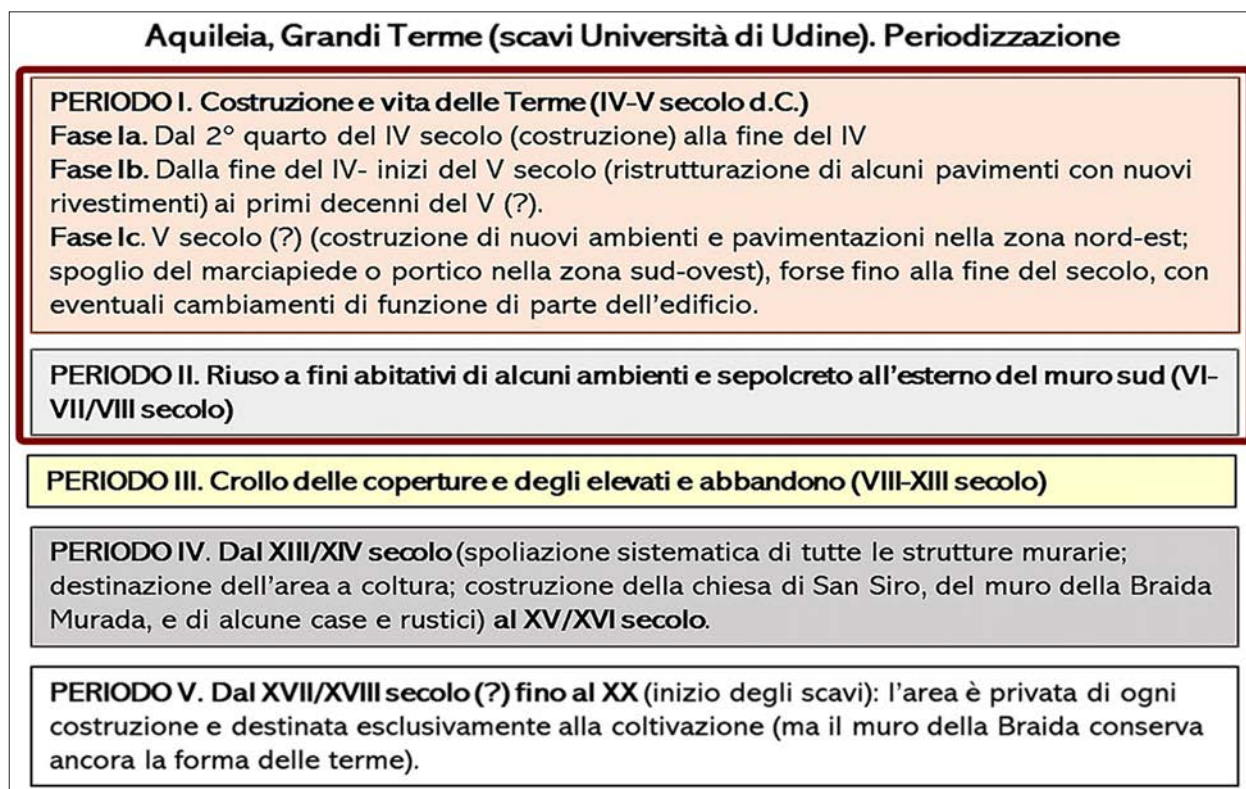 Aquileia, Grandi Terme (scavi Università di Udine). Periodizzazione
PERIODO I. Costruzione e vita delle Terme (IV-V secolo d.C.)
Fase Ia. Dal 2° quarto del IV secolo (costruzione) alla fine del IV
Fase Ib. Dalla fine del IV- inizi del V secolo (ristrutturazione di alcuni pavimenti con nuovi
rivestimenti) ai primi decenni del V (?).
Fase Ic. V secolo (?) (costruzione di nuovi ambienti e pavimentazioni nella zona nord-est;
spoglio del marciapiede o portico nella zona sud-ovest), forse fino alla fine del secolo, con
eventuali cambiamenti di funzione di parte dell'edificio.
PERIODO II. Riuso a fini abitativi di alcuni ambienti e sepolcreto all'esterno del muro sud (VI-
VII/VIII secolo)
PERIODO III. Crollo delle coperture e degli elevati e abbandono (VIII-XIII secolo)
PERIODO IV. Dal XIII/XIV secolo (spoliazione sistematica di tutte le strutture murarie;
destinazione dell'area a coltura; costruzione della chiesa di San Siro, del muro della Braida
Murada, e di alcune case e rustici) al XV/XVI secolo.
PERIODO V. Dal XVII/XVIII secolo (?) fino al XX (inizio degli scavi): l'area è privata di ogni
costruzione e destinata esclusivamente alla coltivazione (ma il muro della Braida conserva
ancora la forma delle terme).